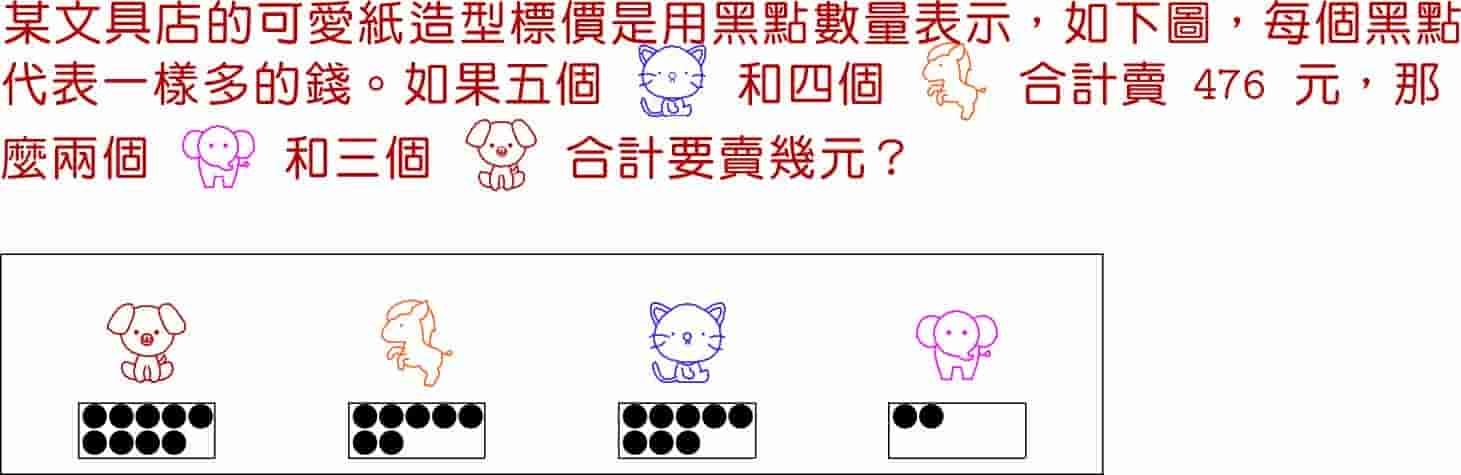 某文具店的可愛紙造型標價是用黑點數量表示，如下圖，每個黑點
代表一樣多的錢。如果五個 和四個 合計賣 476 元，那
麼兩個 和三個 合計要賣幾元？